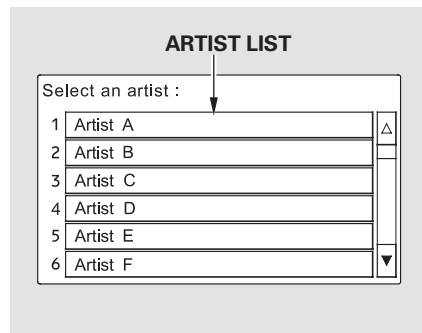 ARTIST LIST
Select an artist :
1 Artist A
2 Artist B
3 Artist C
4 Artist D
5 Artist E
6 Artist F